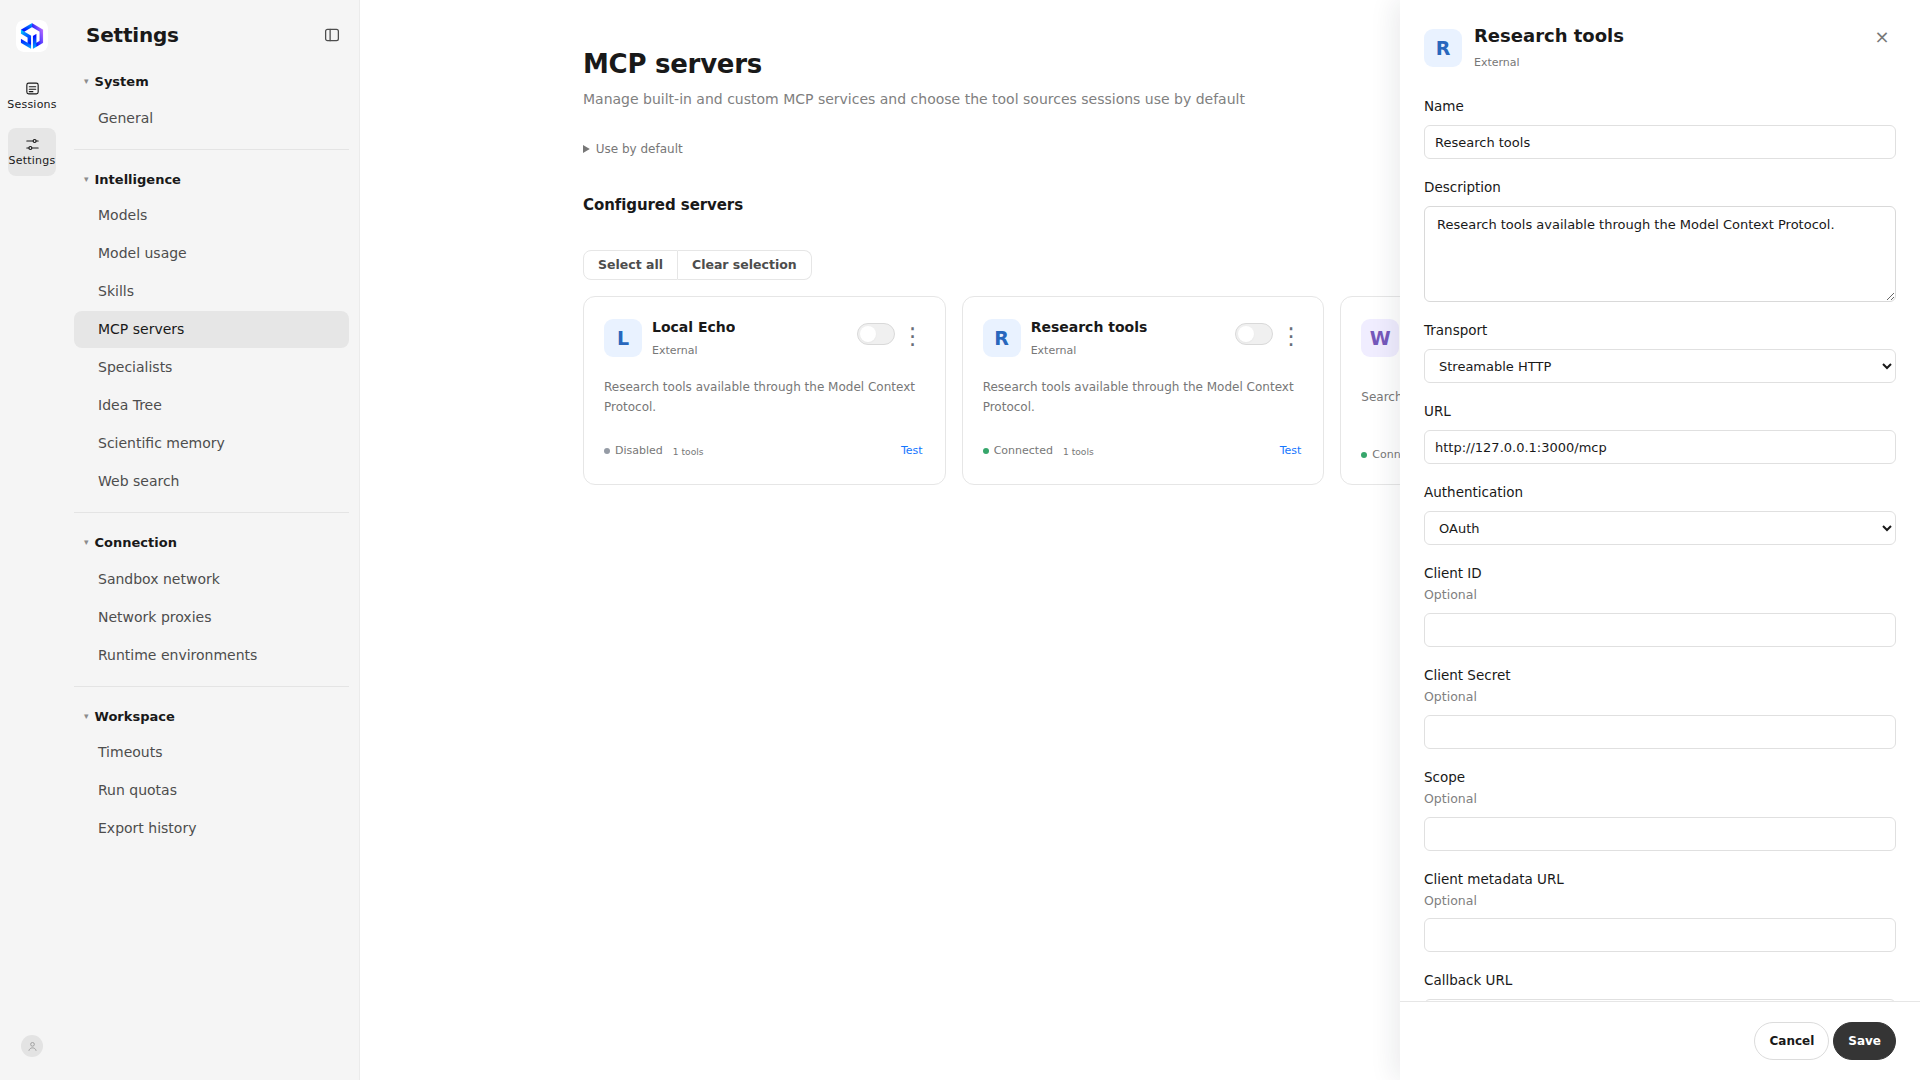 Sessions
Settings
Settings
System
General
Intelligence
Models
Model usage
Skills
MCP servers
Specialists
Idea Tree
Scientific memory
Web search
Connection
Sandbox network
Network proxies
Runtime environments
Workspace
Timeouts
Run quotas
Export history
MCP servers
Manage built-in and custom MCP services and choose the tool sources sessions use by default
Use by default
Configured servers
Select all
Clear selection
L
Local Echo
External
Research tools available through the Model Context
Protocol.
Disabled
1 tools
Test
R
Research tools
External
Research tools available through the Model Context
Protocol.
Connected
1 tools
Test
W
Search
Conn
R
Research tools
External
Name
Research tools
Description
Research tools available through the Model Context Protocol.
Transport
Streamable HTTP
URL
http://127.0.0.1:3000/mcp
Authentication
OAuth
Client ID
Optional
Client Secret
Optional
Scope
Optional
Client metadata URL
Optional
Callback URL
Cancel
Save